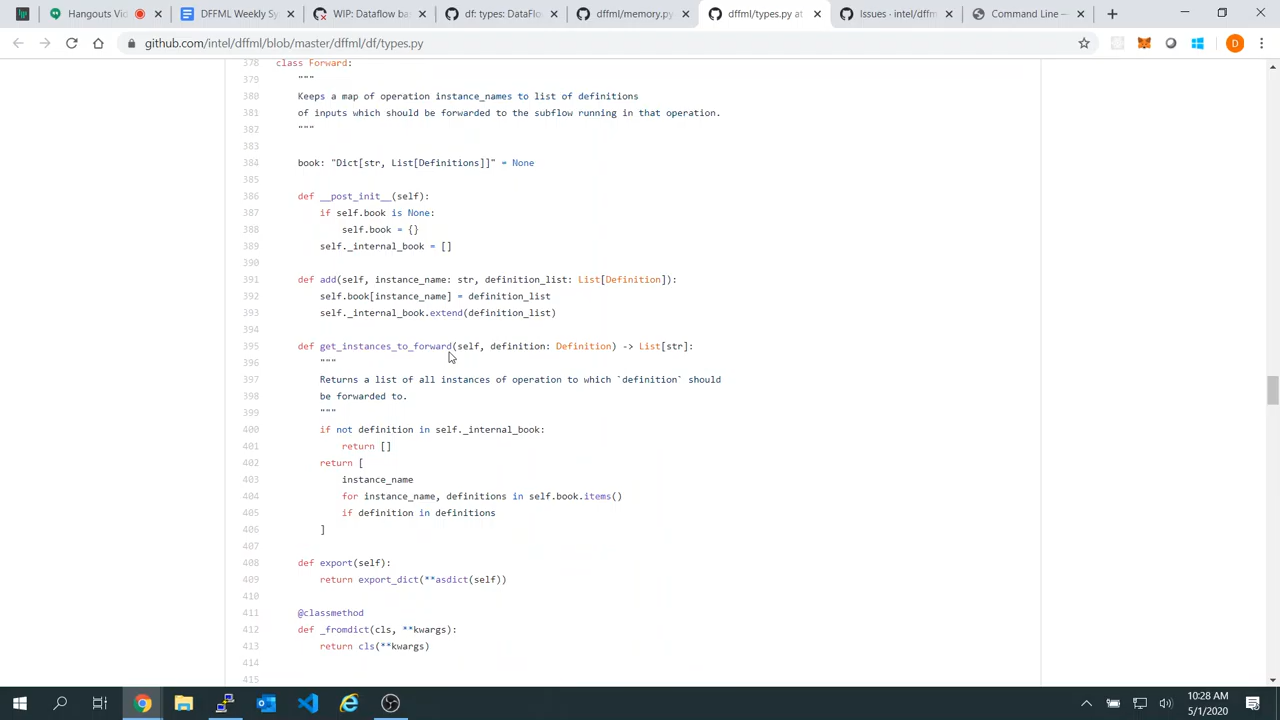 Hangouts Vid
DFFML Weekly Sy
WIP: Dataflow bas
df: types: DataFlo
dffml/memory.py
dffml/types.py at
Issues · intel/dffml
Command Line —
github.com/intel/dffml/blob/master/dffml/df/types.py
D
378 class Forward:
379 """
380 Keeps a map of operation instance_names to list of definitions
381 of inputs which should be forwarded to the subflow running in that operation.
382 """
383
384 book: "Dict[str, List[Definitions]]" = None
385
386 def __post_init__(self):
387 if self.book is None:
388 self.book = {}
389 self._internal_book = []
390
391 def add(self, instance_name: str, definition_list: List[Definition]):
392 self.book[instance_name] = definition_list
393 self._internal_book.extend(definition_list)
394
395 def get_instances_to_forward(self, definition: Definition) -> List[str]:
396 """
397 Returns a list of all instances of operation to which `definition` should
398 be forwarded to.
399 """
400 if not definition in self._internal_book:
401 return []
402 return [
403 instance_name
404 for instance_name, definitions in self.book.items()
405 if definition in definitions
406 ]
407
408 def export(self):
409 return export_dict(**asdict(self))
410
411 @classmethod
412 def _fromdict(cls, **kwargs):
413 return cls(**kwargs)
414
415
10:28 AM
5/1/2020